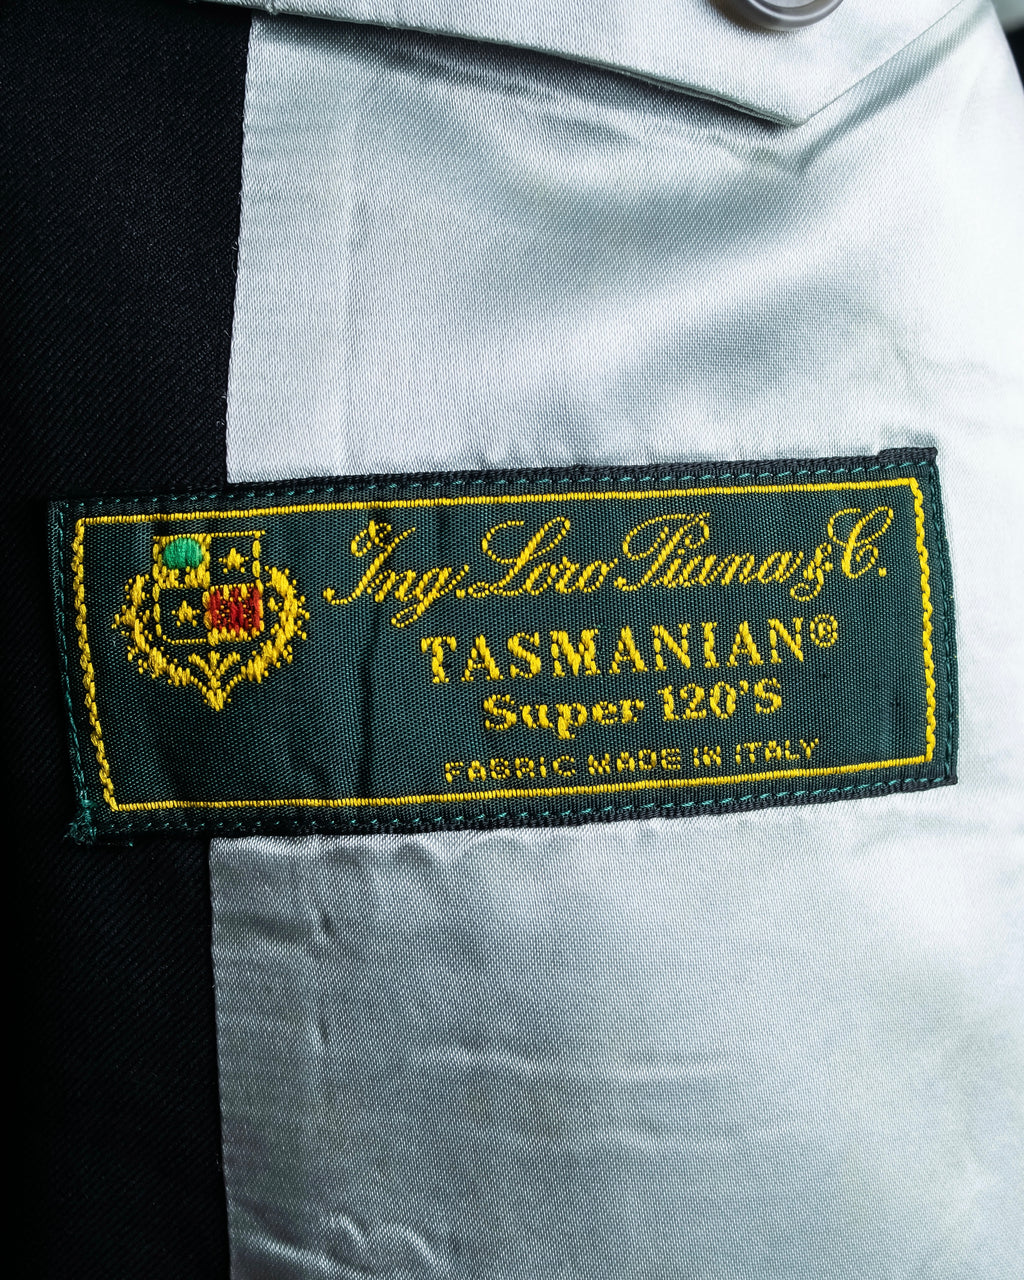 Ing. Loro Piana & C.
TASMANIAN®
Super 120'S
FABRIC MADE IN ITALY